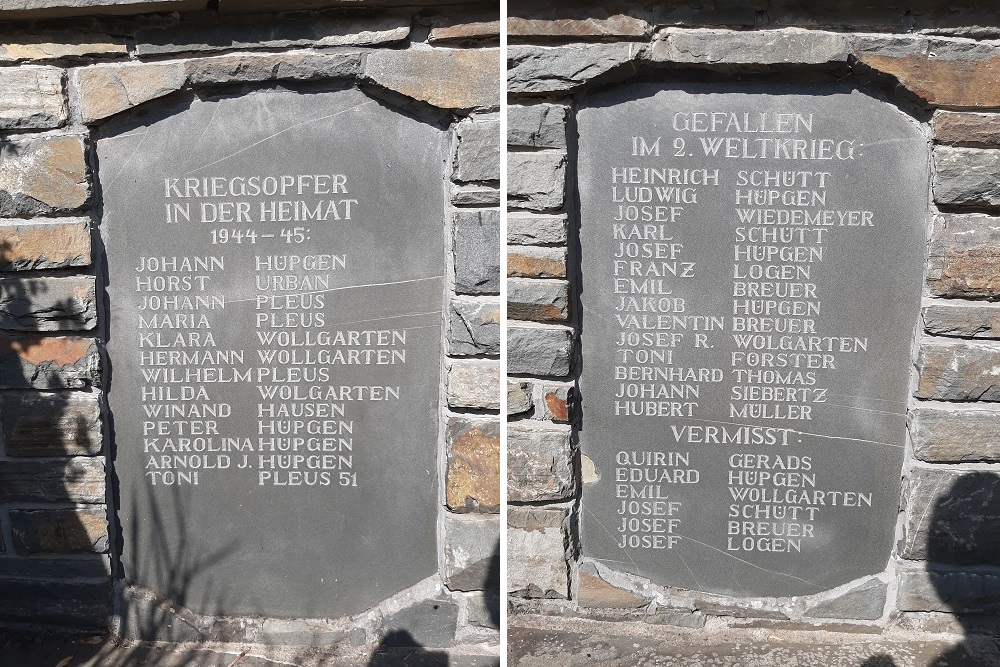 KRIEGSOPFER
IN DER HEIMAT
1944-45:
JOHANN HÜPGEN
HORST URBAN
JOHANN PLEUS
MARIA PLEUS
KLARA WOLLGARTEN
HERMANN WOLLGARTEN
WILHELM PLEUS
HILDA WOLGARTEN
WINAND HAUSEN
PETER HÜPGEN
KAROLINA HÜPGEN
ARNOLD J. HÜPGEN
TONI PLEUS 51
GEFALLEN
IM 2. WELTKRIEG:
HEINRICH SCHÜTT
LUDWIG HÜPGEN
JOSEF WIEDEMEYER
KARL SCHÜTT
JOSEF HÜPGEN
FRANZ LOGEN
EMIL BREUER
JAKOB HÜPGEN
VALENTIN BREUER
JOSEF R. WOLGARTEN
TONI FÖRSTER
BERNHARD THOMAS
JOHANN SIEBERTZ
HUBERT MÜLLER
VERMISST:
QUIRIN GERADS
EDUARD HÜPGEN
EMIL WOLLGARTEN
JOSEF SCHÜTT
JOSEF BREUER
JOSEF LOGEN